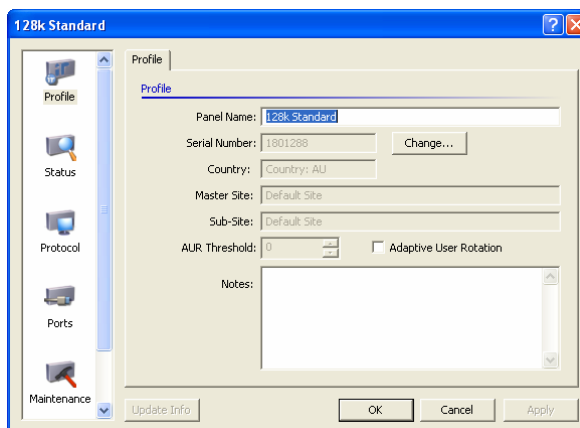 128k Standard
Profile
Status
Protocol
Ports
Maintenance
Profile
Profile
Panel Name: 128k Standard
Serial Number: 1801288 Change...
Country: Country: AU
Master Site: Default Site
Sub-Site: Default Site
AUR Threshold: 0 Adaptive User Rotation
Notes:
Update Info OK Cancel Apply